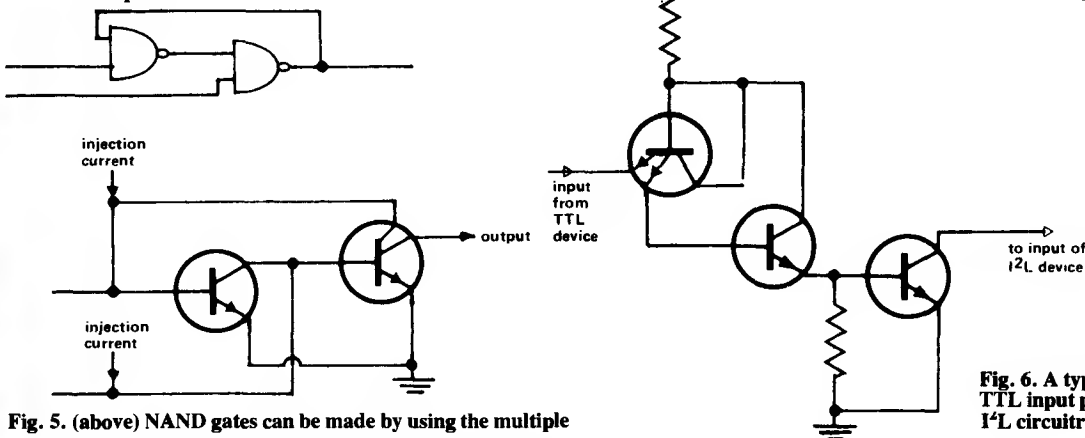 injection
current
output
injection
current
Fig. 5. (above) NAND gates can be made by using the multiple
input
from
TTL
device
to input of
I²L device
Fig. 6. A typ
TTL input p
I²L circuitr